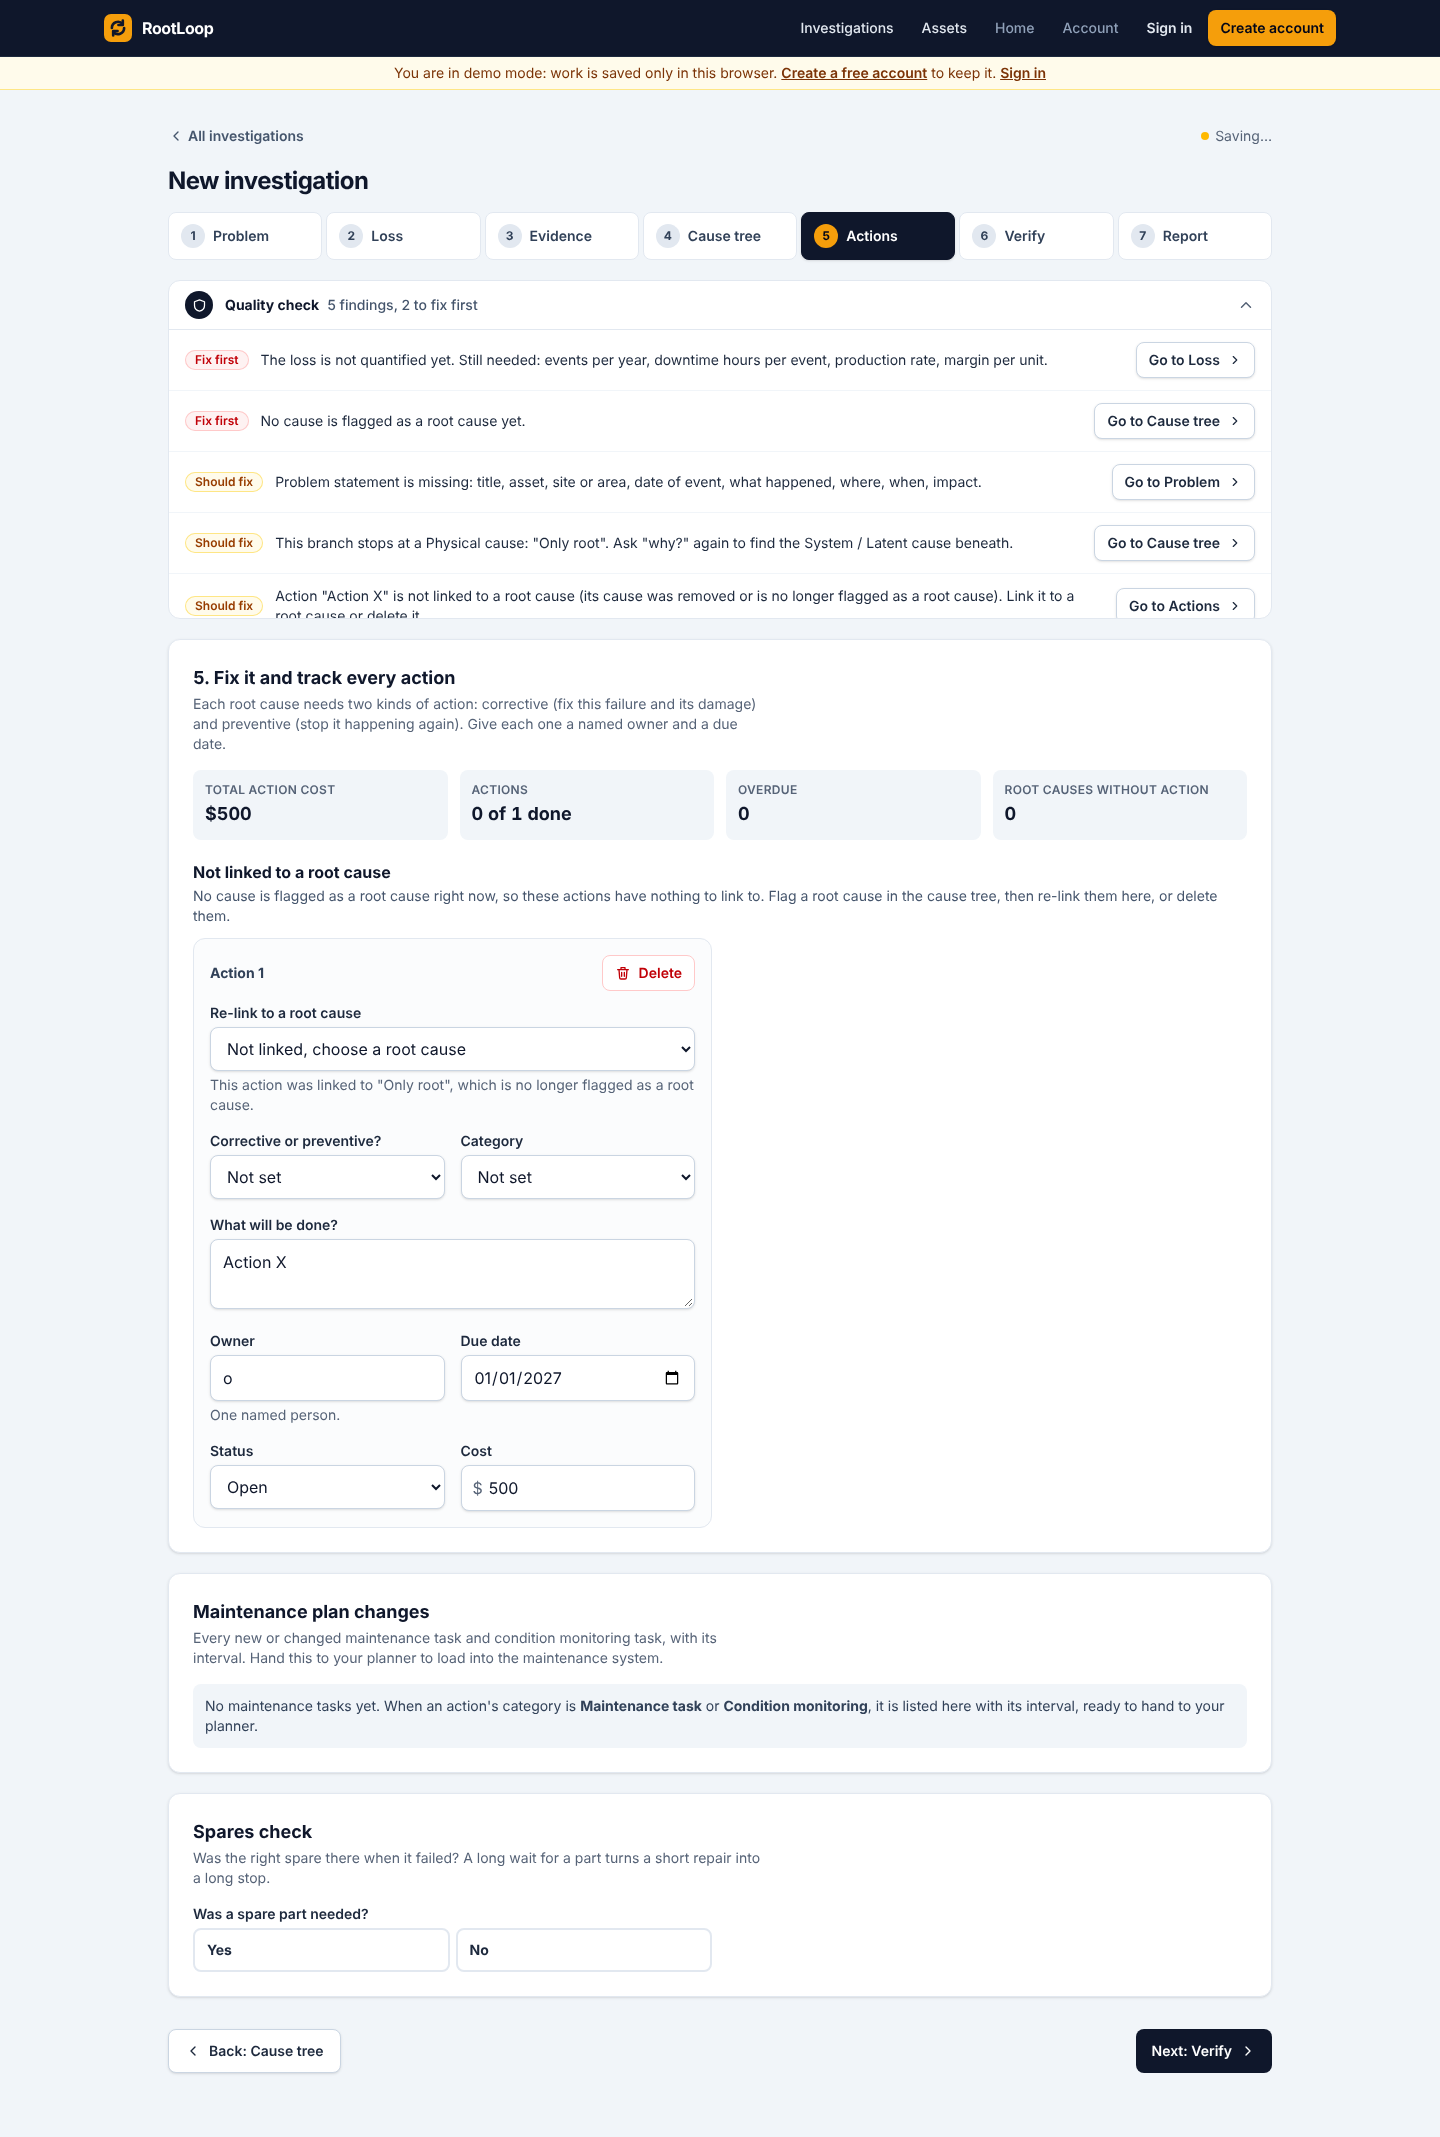 RootLoop
Investigations Assets Home Account Sign in Create account
You are in demo mode: work is saved only in this browser. Create a free account to keep it. Sign in
All investigations
Saving...
New investigation
1 Problem
2 Loss
3 Evidence
4 Cause tree
5 Actions
6 Verify
7 Report
Quality check 5 findings, 2 to fix first
Fix first The loss is not quantified yet. Still needed: events per year, downtime hours per event, production rate, margin per unit. Go to Loss
Fix first No cause is flagged as a root cause yet. Go to Cause tree
Should fix Problem statement is missing: title, asset, site or area, date of event, what happened, where, when, impact. Go to Problem
Should fix This branch stops at a Physical cause: "Only root". Ask "why?" again to find the System / Latent cause beneath. Go to Cause tree
Should fix Action "Action X" is not linked to a root cause (its cause was removed or is no longer flagged as a root cause). Link it to a
root cause or delete it. Go to Actions
5. Fix it and track every action
Each root cause needs two kinds of action: corrective (fix this failure and its damage)
and preventive (stop it happening again). Give each one a named owner and a due
date.
TOTAL ACTION COST
$500
ACTIONS
0 of 1 done
OVERDUE
0
ROOT CAUSES WITHOUT ACTION
0
Not linked to a root cause
No cause is flagged as a root cause right now, so these actions have nothing to link to. Flag a root cause in the cause tree, then re-link them here, or delete
them.
Action 1
Delete
Re-link to a root cause
Not linked, choose a root cause
This action was linked to "Only root", which is no longer flagged as a root
cause.
Corrective or preventive?
Not set
Category
Not set
What will be done?
Action X
Owner
o
One named person.
Due date
01/01/2027
Status
Open
Cost
$ 500
Maintenance plan changes
Every new or changed maintenance task and condition monitoring task, with its
interval. Hand this to your planner to load into the maintenance system.
No maintenance tasks yet. When an action's category is Maintenance task or Condition monitoring, it is listed here with its interval, ready to hand to your
planner.
Spares check
Was the right spare there when it failed? A long wait for a part turns a short repair into
a long stop.
Was a spare part needed?
Yes
No
Back: Cause tree
Next: Verify